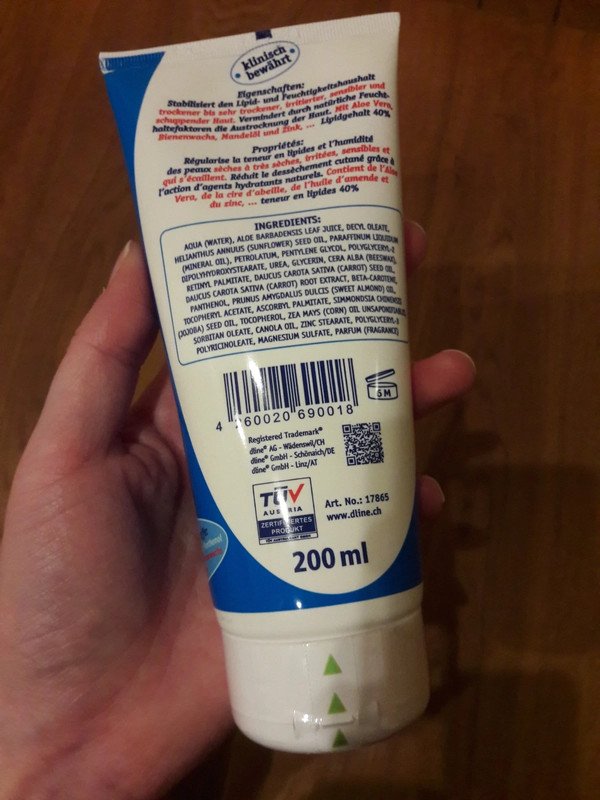 klinisch
bewährt
Eigenschaften:
Stabilisiert den Lipid- und Feuchtigkeitshaushalt
trockener bis sehr trockener, irritierter, sensibler und
schuppender Haut. Vermindert durch natürliche Feucht-
haltefaktoren die Austrocknung der Haut. Mit Aloe Vera,
Bienenwachs, Mandelöl und Zink, ... Lipidgehalt 40%
Propriétés:
Régularise la teneur en lipides et l'humidité
des peaux sèches à très sèches, irritées, sensibles et
qui s'écaillent. Réduit le dessèchement cutané grâce à
l'action d'agents hydratants naturels. Contient de l'Aloe
Vera, de la cire d'abeille, de l'huile d'amende et
du zinc, ... teneur en lipides 40%
INGREDIENTS:
AQUA (WATER), ALOE BARBADENSIS LEAF JUICE, DECYL OLEATE,
HELIANTHUS ANNUUS (SUNFLOWER) SEED OIL, PARAFFINUM LIQUIDUM
(MINERAL OIL), PETROLATUM, PENTYLENE GLYCOL, POLYGLYCERYL-2
DIPOLYHYDROXYSTEARATE, UREA, GLYCERIN, CERA ALBA (BEESWAX),
RETINYL PALMITATE, DAUCUS CAROTA SATIVA (CARROT) SEED OIL,
DAUCUS CAROTA SATIVA (CARROT) ROOT EXTRACT, BETA-CAROTENE,
PANTHENOL, PRUNUS AMYGDALUS DULCIS (SWEET ALMOND) OIL,
TOCOPHERYL ACETATE, ASCORBYL PALMITATE, SIMMONDSIA CHINENSIS
(JOJOBA) SEED OIL, TOCOPHEROL, ZEA MAYS (CORN) OIL UNSAPONIFIABLES,
SORBITAN OLEATE, CANOLA OIL, ZINC STEARATE, POLYGLYCERYL-3
POLYRICINOLEATE, MAGNESIUM SULFATE, PARFUM (FRAGRANCE)
6 M
4 260020 690018
Registered Trademark®
dline® AG - Wädenswil/CH
dline® GmbH - Schönaich/DE
dline® GmbH - Linz/AT
TÜV
AUSTRIA
ZERTIFIZIERTES
PRODUKT
Art. No.: 17865
www.dline.ch
200 ml